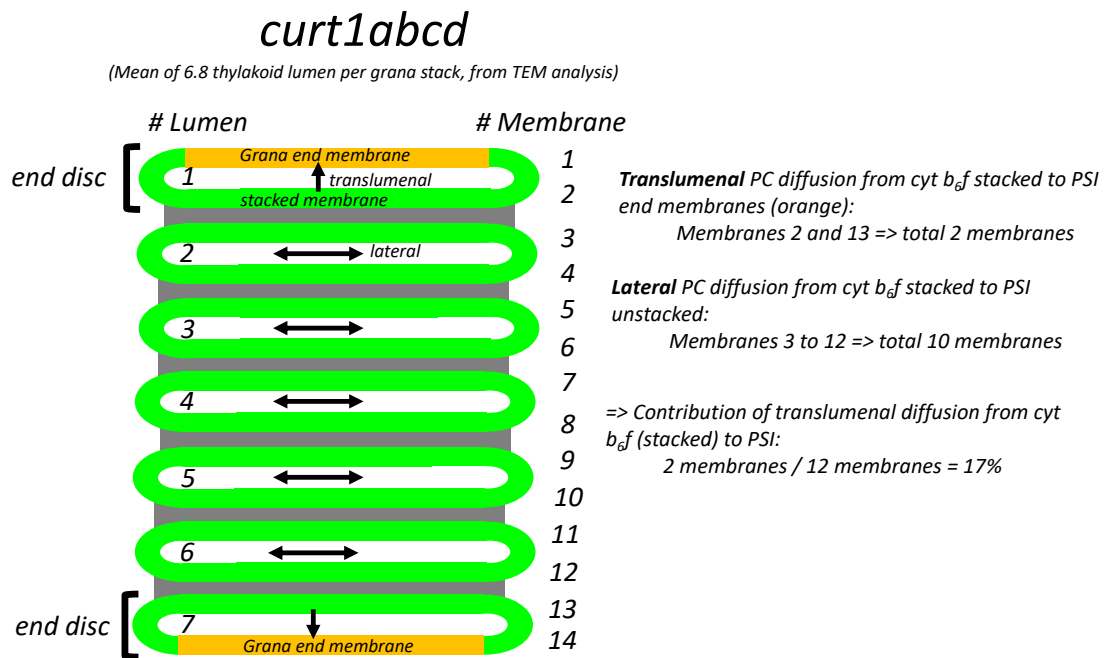 curt1abcd
(Mean of 6.8 thylakoid lumen per grana stack, from TEM analysis)
# Lumen
# Membrane
end disc
Grana end membrane
1
1
translumenal
stacked membrane
2
2
lateral
3
4
3
5
6
4
7
8
5
9
10
6
11
12
end disc
7
13
Grana end membrane
14
Translumenal PC diffusion from cyt b6f stacked to PSI
end membranes (orange):
Membranes 2 and 13 => total 2 membranes
Lateral PC diffusion from cyt b6f stacked to PSI
unstacked:
Membranes 3 to 12 => total 10 membranes
=> Contribution of translumenal diffusion from cyt
b6f (stacked) to PSI:
2 membranes / 12 membranes = 17%